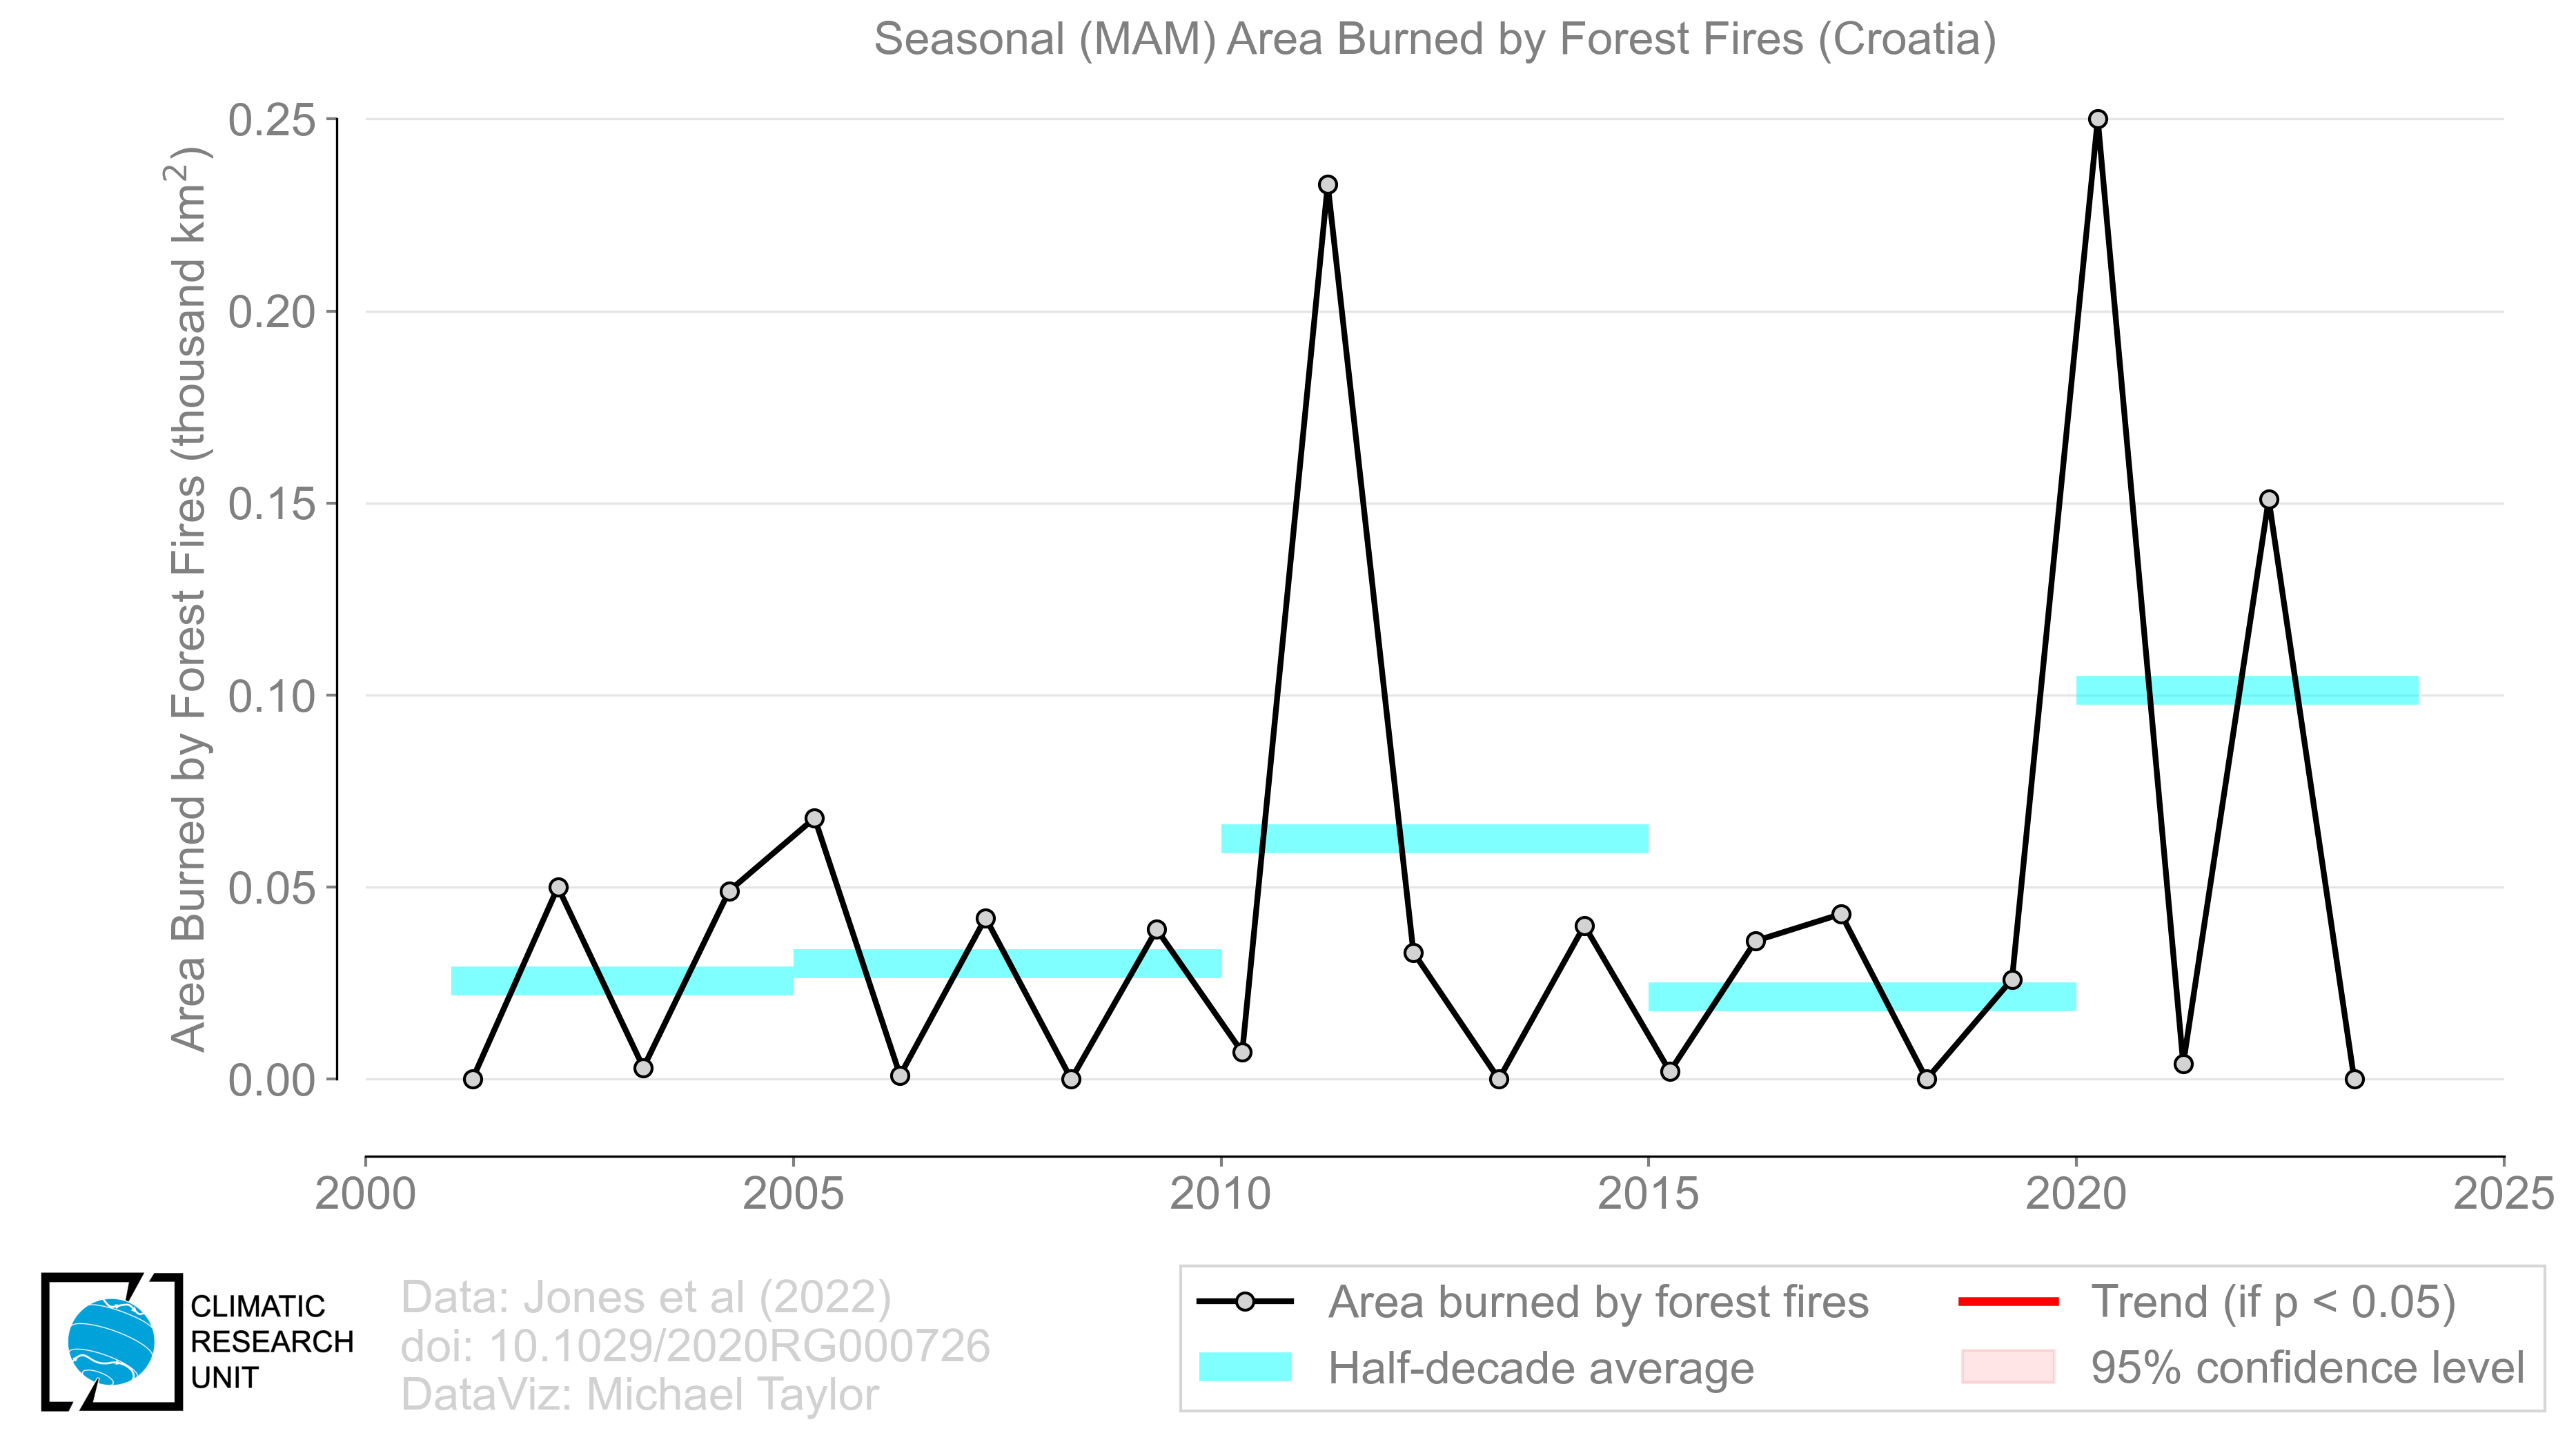 Seasonal (MAM) Area Burned by Forest Fires (Croatia)
Area Burned by Forest Fires (thousand km²)
0.25
0.20
0.15
0.10
0.05
0.00
2000 2005 2010 2015 2020 2025
CLIMATIC
RESEARCH
UNIT
Data: Jones et al (2022)
doi: 10.1029/2020RG000726
DataViz: Michael Taylor
Area burned by forest fires
Half-decade average
Trend (if p < 0.05)
95% confidence level